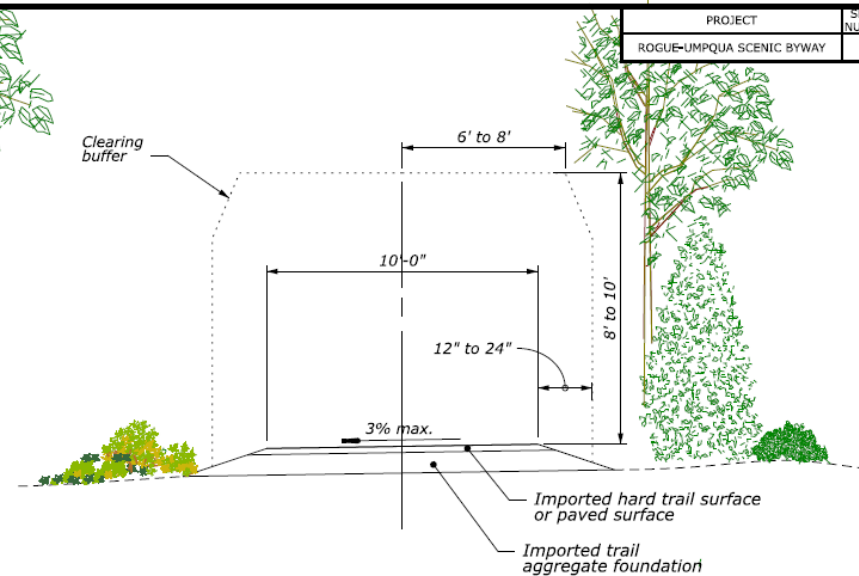 PROJECT
ROGUE-UMPQUA SCENIC BYWAY
Clearing
buffer
6' to 8'
10'-0"
8' to 10'
12" to 24"
3% max.
Imported hard trail surface
or paved surface
Imported trail
aggregate foundation